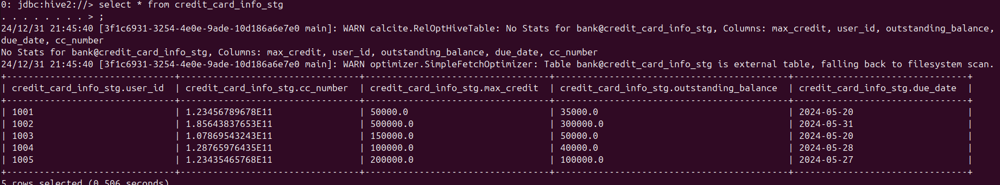 0: jdbc:hive2://> select * from credit_card_info_stg
. . . . . . . . > ;
24/12/31 21:45:40 [3f1c6931-3254-4e0e-9ade-10d186a6e7e0 main]: WARN calcite.RelOptHiveTable: No Stats for bank@credit_card_info_stg, Columns: max_credit, user_id, outstanding_balance,
due_date, cc_number
No Stats for bank@credit_card_info_stg, Columns: max_credit, user_id, outstanding_balance, due_date, cc_number
24/12/31 21:45:40 [3f1c6931-3254-4e0e-9ade-10d186a6e7e0 main]: WARN optimizer.SimpleFetchOptimizer: Table bank@credit_card_info_stg is external table, falling back to filesystem scan.
+-------------------------------+---------------------------------+----------------------------------+-------------------------------------------+--------------------------------+
| credit_card_info_stg.user_id | credit_card_info_stg.cc_number | credit_card_info_stg.max_credit | credit_card_info_stg.outstanding_balance | credit_card_info_stg.due_date |
+-------------------------------+---------------------------------+----------------------------------+-------------------------------------------+--------------------------------+
| 1001 | 1.23456789678E11 | 50000.0 | 35000.0 | 2024-05-20 |
| 1002 | 1.85643837653E11 | 500000.0 | 300000.0 | 2024-05-31 |
| 1003 | 1.07869543243E11 | 150000.0 | 50000.0 | 2024-05-20 |
| 1004 | 1.28765976435E11 | 100000.0 | 40000.0 | 2024-05-28 |
| 1005 | 1.23435465768E11 | 200000.0 | 100000.0 | 2024-05-27 |
+-------------------------------+---------------------------------+----------------------------------+-------------------------------------------+--------------------------------+
5 rows selected (0.506 seconds)